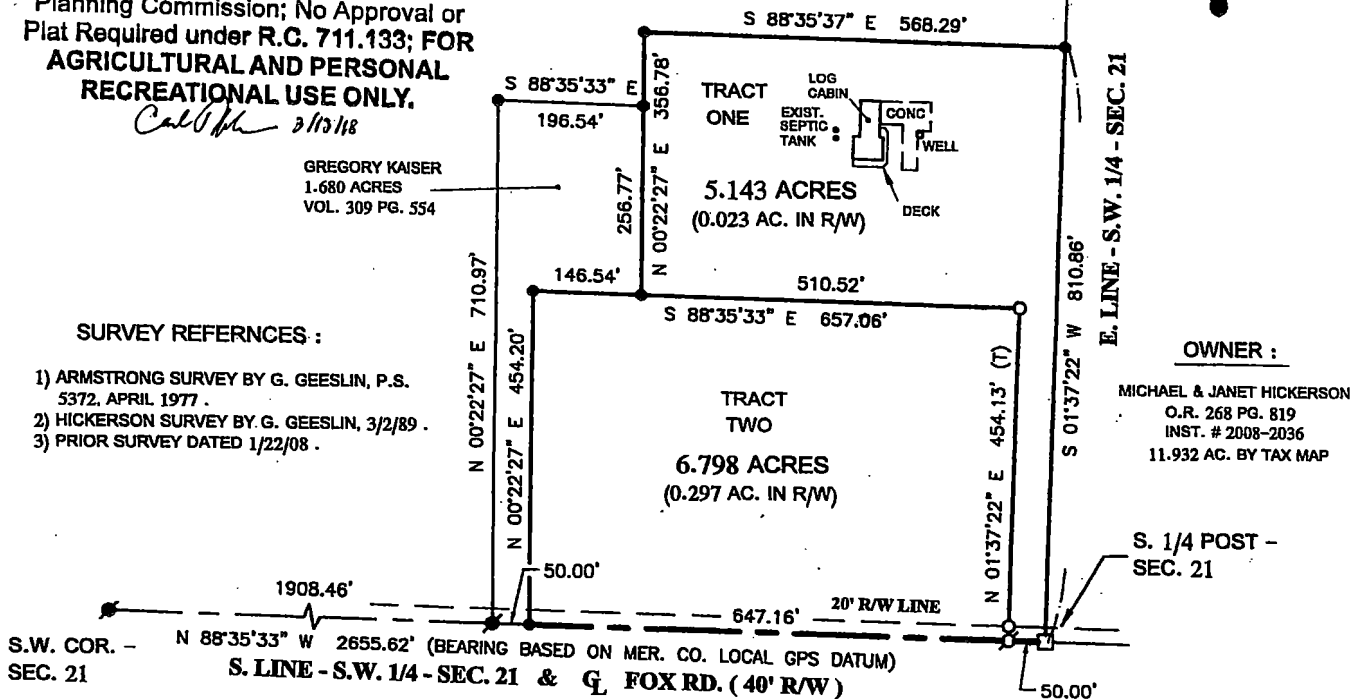 Planning Commission; No Approval or
Plat Required under R.C. 711.133; FOR
AGRICULTURAL AND PERSONAL
RECREATIONAL USE ONLY.
3/13/18
S 88°35'37" E 568.29'
S 88°35'33" E
196.54'
N 00°22'27" E 356.78'
256.77'
TRACT
ONE
LOG
CABIN
EXIST.
SEPTIC
TANK
CONC
WELL
DECK
5.143 ACRES
(0.023 AC. IN R/W)
GREGORY KAISER
1.680 ACRES
VOL. 309 PG. 554
E. LINE - S.W. 1/4 - SEC. 21
S 01°37'22" W 810.86'
N 00°22'27" E 710.97'
146.54'
510.52'
S 88°35'33" E 657.06'
N 00°22'27" E 454.20'
N 01°37'22" E 454.13' (T)
SURVEY REFERNCES :
1) ARMSTRONG SURVEY BY G. GEESLIN, P.S.
5372, APRIL 1977 .
2) HICKERSON SURVEY BY G. GEESLIN, 3/2/89 .
3) PRIOR SURVEY DATED 1/22/08 .
TRACT
TWO
6.798 ACRES
(0.297 AC. IN R/W)
OWNER :
MICHAEL & JANET HICKERSON
O.R. 268 PG. 819
INST. # 2008-2036
11.932 AC. BY TAX MAP
S. 1/4 POST -
SEC. 21
50.00'
1908.46'
647.16'
20' R/W LINE
S.W. COR. -
SEC. 21
N 88°35'33" W 2655.62' (BEARING BASED ON MER. CO. LOCAL GPS DATUM)
S. LINE - S.W. 1/4 - SEC. 21 & CL FOX RD. ( 40' R/W )
50.00'